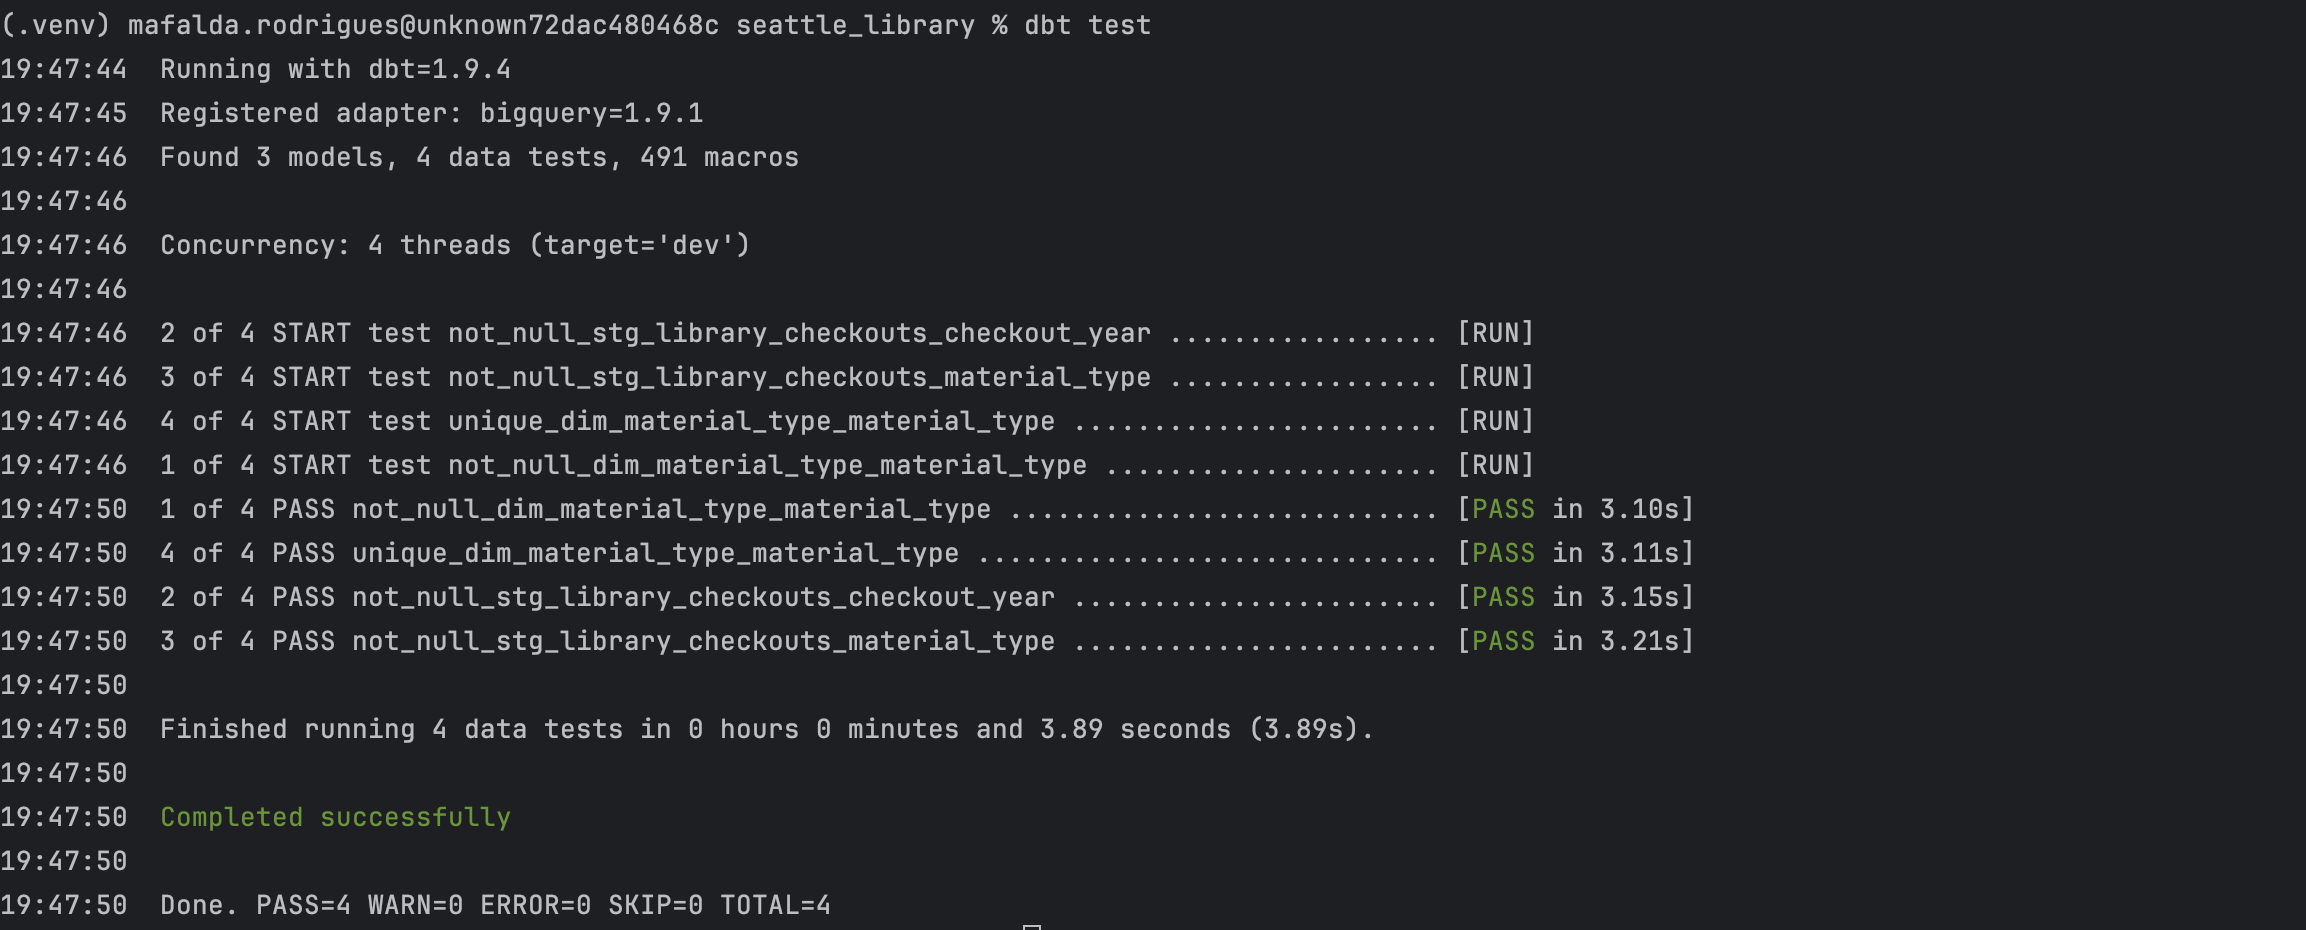 (.venv) mafalda.rodrigues@unknown72dac480468c seattle_library % dbt test
19:47:44  Running with dbt=1.9.4
19:47:45  Registered adapter: bigquery=1.9.1
19:47:46  Found 3 models, 4 data tests, 491 macros
19:47:46
19:47:46  Concurrency: 4 threads (target='dev')
19:47:46
19:47:46  2 of 4 START test not_null_stg_library_checkouts_checkout_year ................. [RUN]
19:47:46  3 of 4 START test not_null_stg_library_checkouts_material_type ................. [RUN]
19:47:46  4 of 4 START test unique_dim_material_type_material_type ....................... [RUN]
19:47:46  1 of 4 START test not_null_dim_material_type_material_type ..................... [RUN]
19:47:50  1 of 4 PASS not_null_dim_material_type_material_type ........................... [PASS in 3.10s]
19:47:50  4 of 4 PASS unique_dim_material_type_material_type ............................. [PASS in 3.11s]
19:47:50  2 of 4 PASS not_null_stg_library_checkouts_checkout_year ....................... [PASS in 3.15s]
19:47:50  3 of 4 PASS not_null_stg_library_checkouts_material_type ....................... [PASS in 3.21s]
19:47:50
19:47:50  Finished running 4 data tests in 0 hours 0 minutes and 3.89 seconds (3.89s).
19:47:50
19:47:50  Completed successfully
19:47:50
19:47:50  Done. PASS=4 WARN=0 ERROR=0 SKIP=0 TOTAL=4